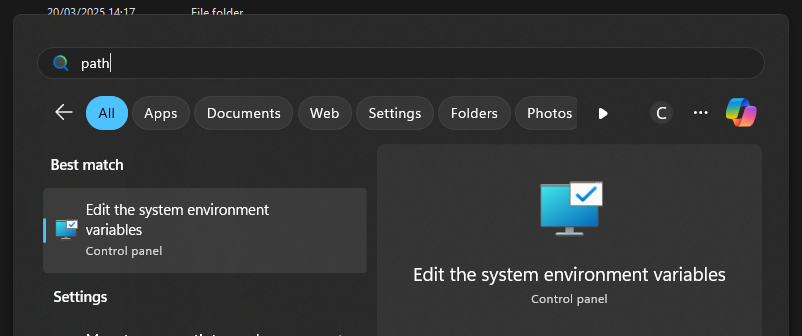 20/03/2025 14:17 File folder
path
All Apps Documents Web Settings Folders Photos C
Best match
Edit the system environment
variables
Control panel
Edit the system environment variables
Control panel
Settings